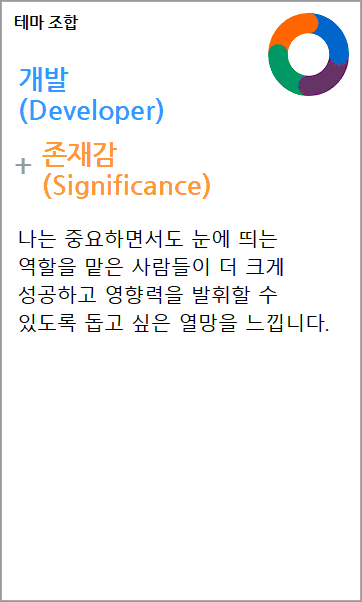 테마 조합
개발
(Developer)
+ 존재감
(Significance)
나는 중요하면서도 눈에 띄는
역할을 맡은 사람들이 더 크게
성공하고 영향력을 발휘할 수
있도록 돕고 싶은 열망을 느낍니다.